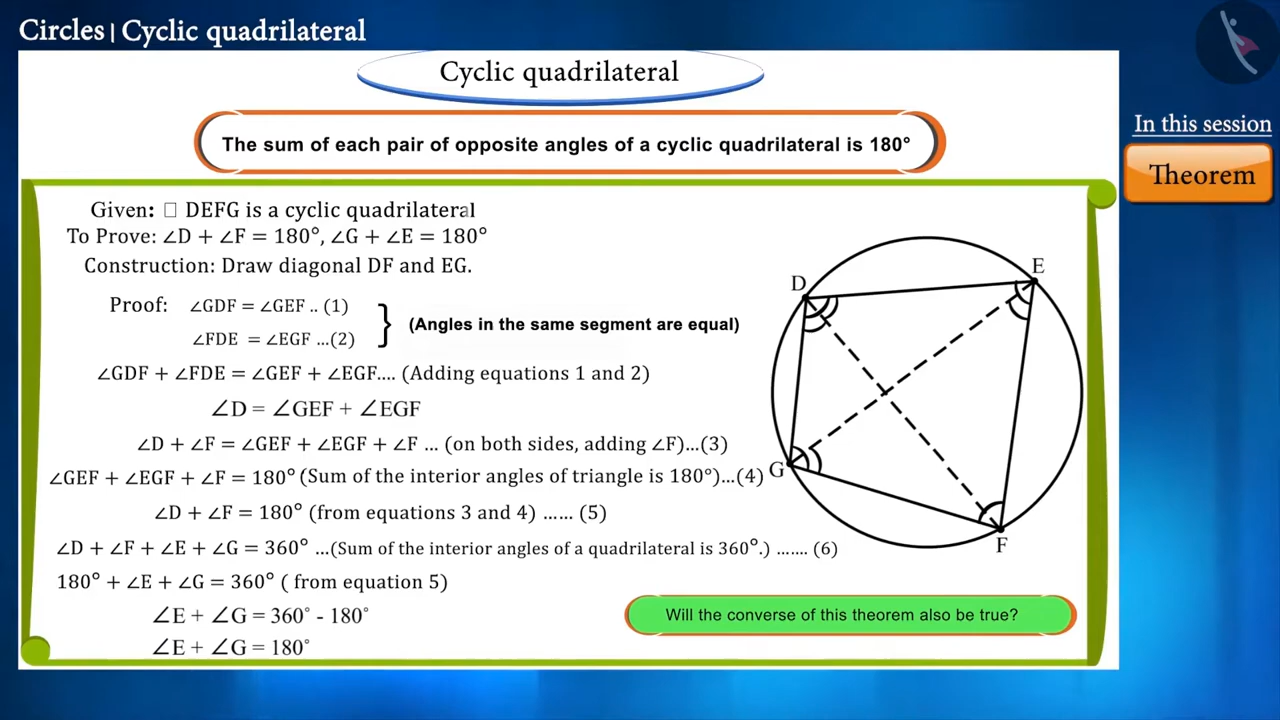 Circles | Cyclic quadrilateral
Cyclic quadrilateral
In this session
The sum of each pair of opposite angles of a cyclic quadrilateral is 180°
Theorem
Given: □ DEFG is a cyclic quadrilateral
To Prove: ∠D + ∠F = 180°, ∠G + ∠E = 180°
Construction: Draw diagonal DF and EG.
Proof: ∠GDF = ∠GEF .. (1)
∠FDE = ∠EGF ...(2)
(Angles in the same segment are equal)
∠GDF + ∠FDE = ∠GEF + ∠EGF.... (Adding equations 1 and 2)
∠D = ∠GEF + ∠EGF
∠D + ∠F = ∠GEF + ∠EGF + ∠F ... (on both sides, adding ∠F)...(3)
∠GEF + ∠EGF + ∠F = 180° (Sum of the interior angles of triangle is 180°)...(4)
∠D + ∠F = 180° (from equations 3 and 4) ...... (5)
∠D + ∠F + ∠E + ∠G = 360° ...(Sum of the interior angles of a quadrilateral is 360°.) ....... (6)
180° + ∠E + ∠G = 360° ( from equation 5)
∠E + ∠G = 360° - 180°
∠E + ∠G = 180°
D
E
G
F
Will the converse of this theorem also be true?